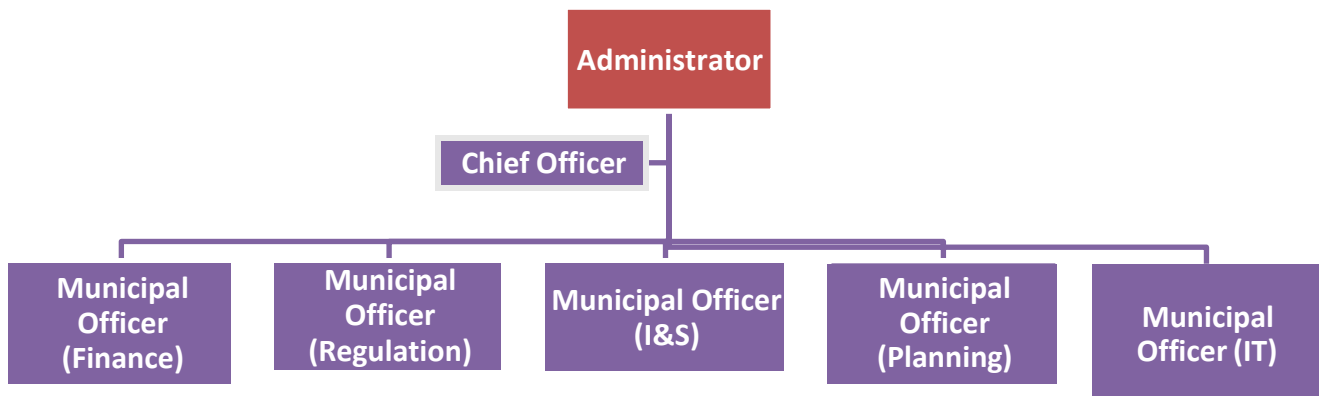 Administrator
Chief Officer
Municipal
Officer
(Finance)
Municipal
Officer
(Regulation)
Municipal Officer
(I&S)
Municipal
Officer
(Planning)
Municipal
Officer (IT)